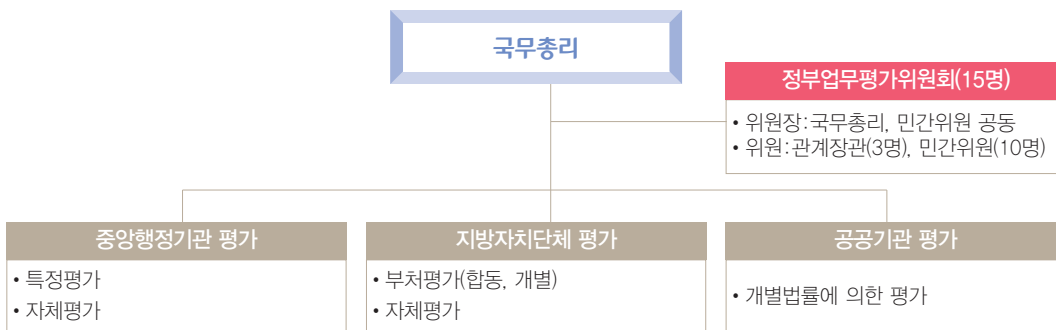 국무총리
정부업무평가위원회(15명)
• 위원장:국무총리, 민간위원 공동
• 위원:관계장관(3명), 민간위원(10명)
중앙행정기관 평가
• 특정평가
• 자체평가
지방자치단체 평가
• 부처평가(합동, 개별)
• 자체평가
공공기관 평가
• 개별법률에 의한 평가